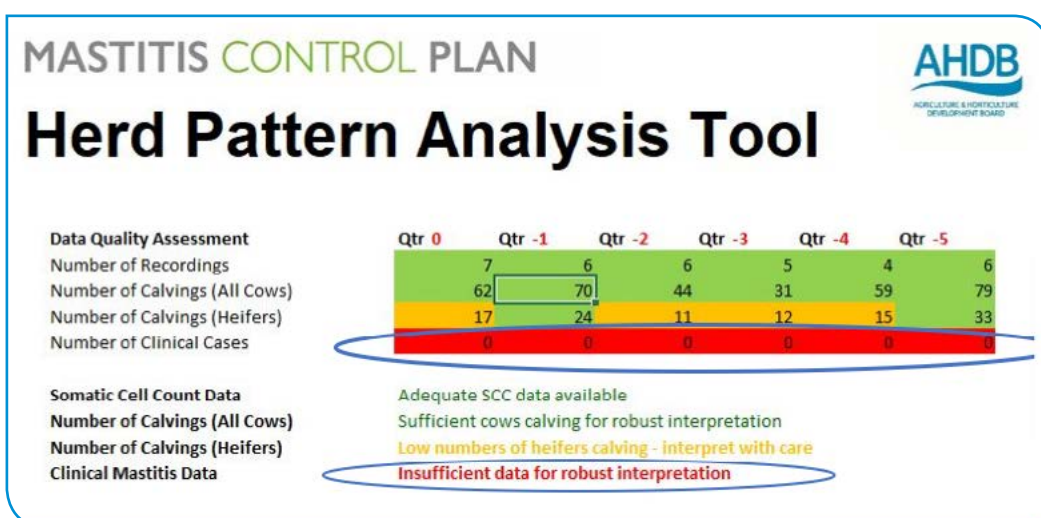 MASTITIS CONTROL PLAN
AHDB
AGRICULTURE & HORTICULTURE
DEVELOPMENT BOARD
Herd Pattern Analysis Tool
Data Quality Assessment Qtr 0 Qtr -1 Qtr -2 Qtr -3 Qtr -4 Qtr -5
Number of Recordings 7 6 6 5 4 6
Number of Calvings (All Cows) 62 70 44 31 59 79
Number of Calvings (Heifers) 17 24 11 12 15 33
Number of Clinical Cases 0 0 0 0 0 0
Somatic Cell Count Data Adequate SCC data available
Number of Calvings (All Cows) Sufficient cows calving for robust interpretation
Number of Calvings (Heifers) Low numbers of heifers calving - interpret with care
Clinical Mastitis Data Insufficient data for robust interpretation